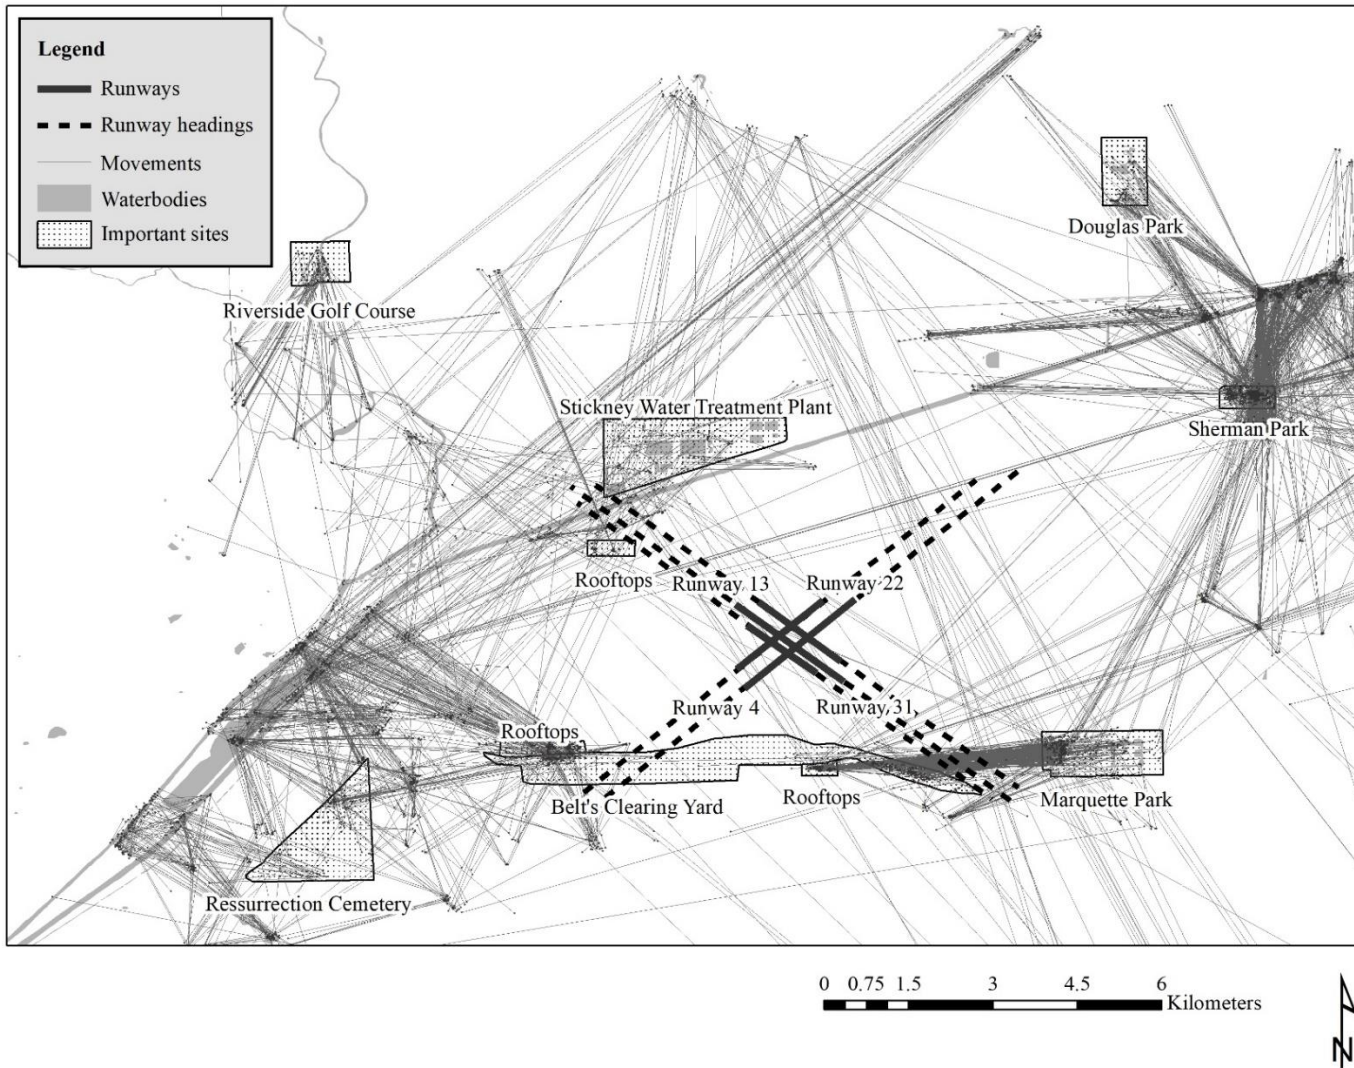 Legend
Runways
Runway headings
Movements
Waterbodies
Important sites
Douglas Park
Riverside Golf Course
Stickney Water Treatment Plant
Sherman Park
Rooftops
Runway 13
Runway 22
Runway 4
Runway 31
Rooftops
Belt's Clearing Yard
Rooftops
Marquette Park
Ressurrection Cemetery
0 0.75 1.5 3 4.5 6
Kilometers
N